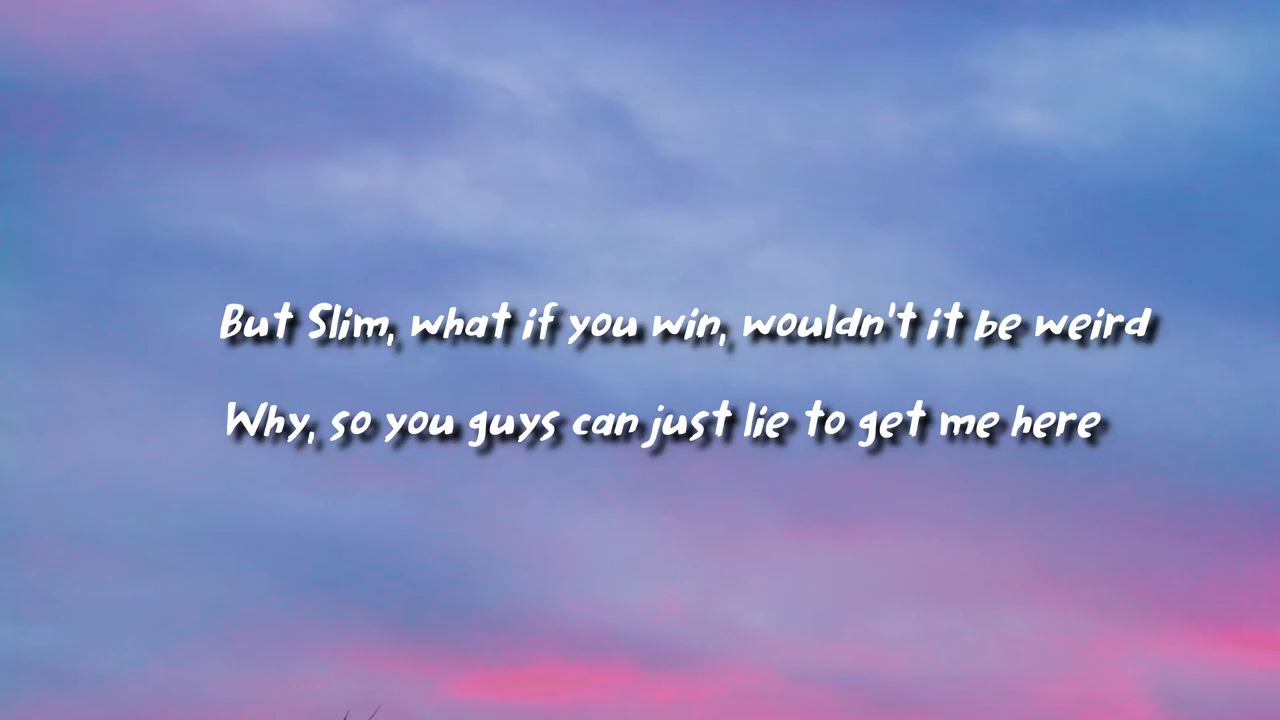 But Slim, what if you win, wouldn't it be weird
Why, so you guys can just lie to get me here